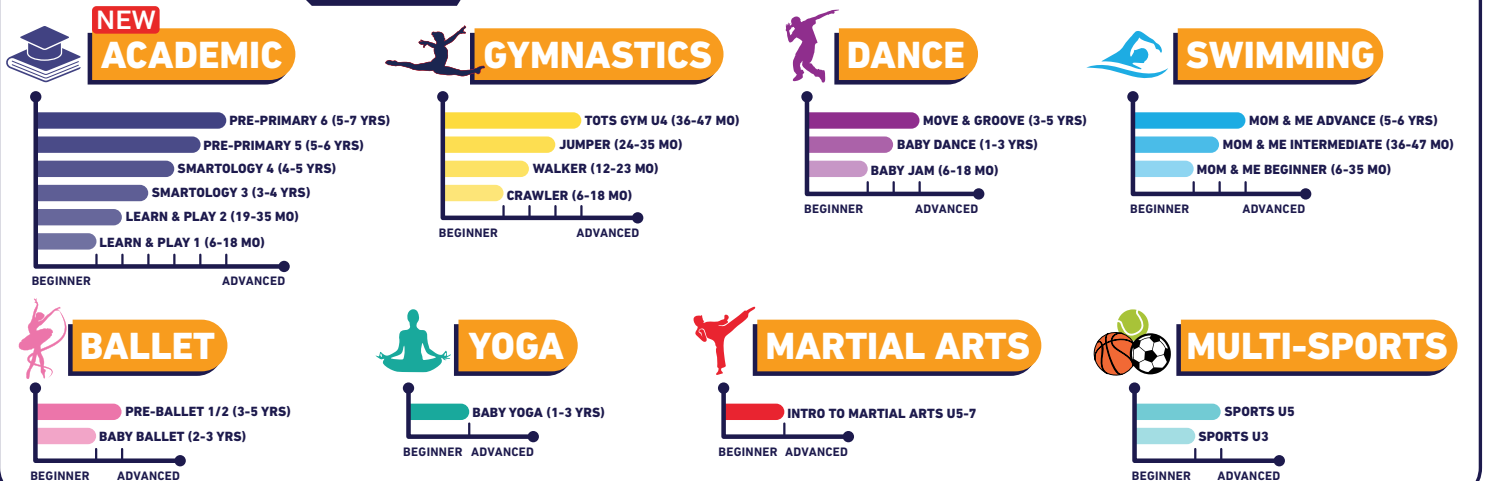 NEW
ACADEMIC
PRE-PRIMARY 6 (5-7 YRS)
PRE-PRIMARY 5 (5-6 YRS)
SMARTOLOGY 4 (4-5 YRS)
SMARTOLOGY 3 (3-4 YRS)
LEARN & PLAY 2 (19-35 MO)
LEARN & PLAY 1 (6-18 MO)
BEGINNER ADVANCED
GYMNASTICS
TOTS GYM U4 (36-47 MO)
JUMPER (24-35 MO)
WALKER (12-23 MO)
CRAWLER (6-18 MO)
BEGINNER ADVANCED
DANCE
MOVE & GROOVE (3-5 YRS)
BABY DANCE (1-3 YRS)
BABY JAM (6-18 MO)
BEGINNER ADVANCED
SWIMMING
MOM & ME ADVANCE (5-6 YRS)
MOM & ME INTERMEDIATE (36-47 MO)
MOM & ME BEGINNER (6-35 MO)
BEGINNER ADVANCED
BALLET
PRE-BALLET 1/2 (3-5 YRS)
BABY BALLET (2-3 YRS)
BEGINNER ADVANCED
YOGA
BABY YOGA (1-3 YRS)
BEGINNER ADVANCED
MARTIAL ARTS
INTRO TO MARTIAL ARTS U5-7
BEGINNER ADVANCED
MULTI-SPORTS
SPORTS U5
SPORTS U3
BEGINNER ADVANCED